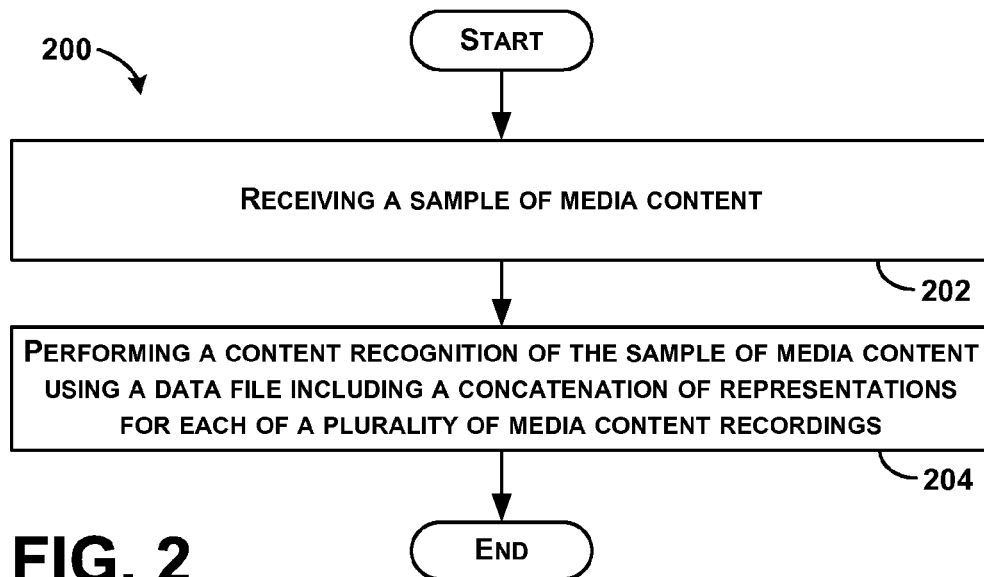 200
START
RECEIVING A SAMPLE OF MEDIA CONTENT
202
PERFORMING A CONTENT RECOGNITION OF THE SAMPLE OF MEDIA CONTENT
USING A DATA FILE INCLUDING A CONCATENATION OF REPRESENTATIONS
FOR EACH OF A PLURALITY OF MEDIA CONTENT RECORDINGS
204
END
FIG. 2